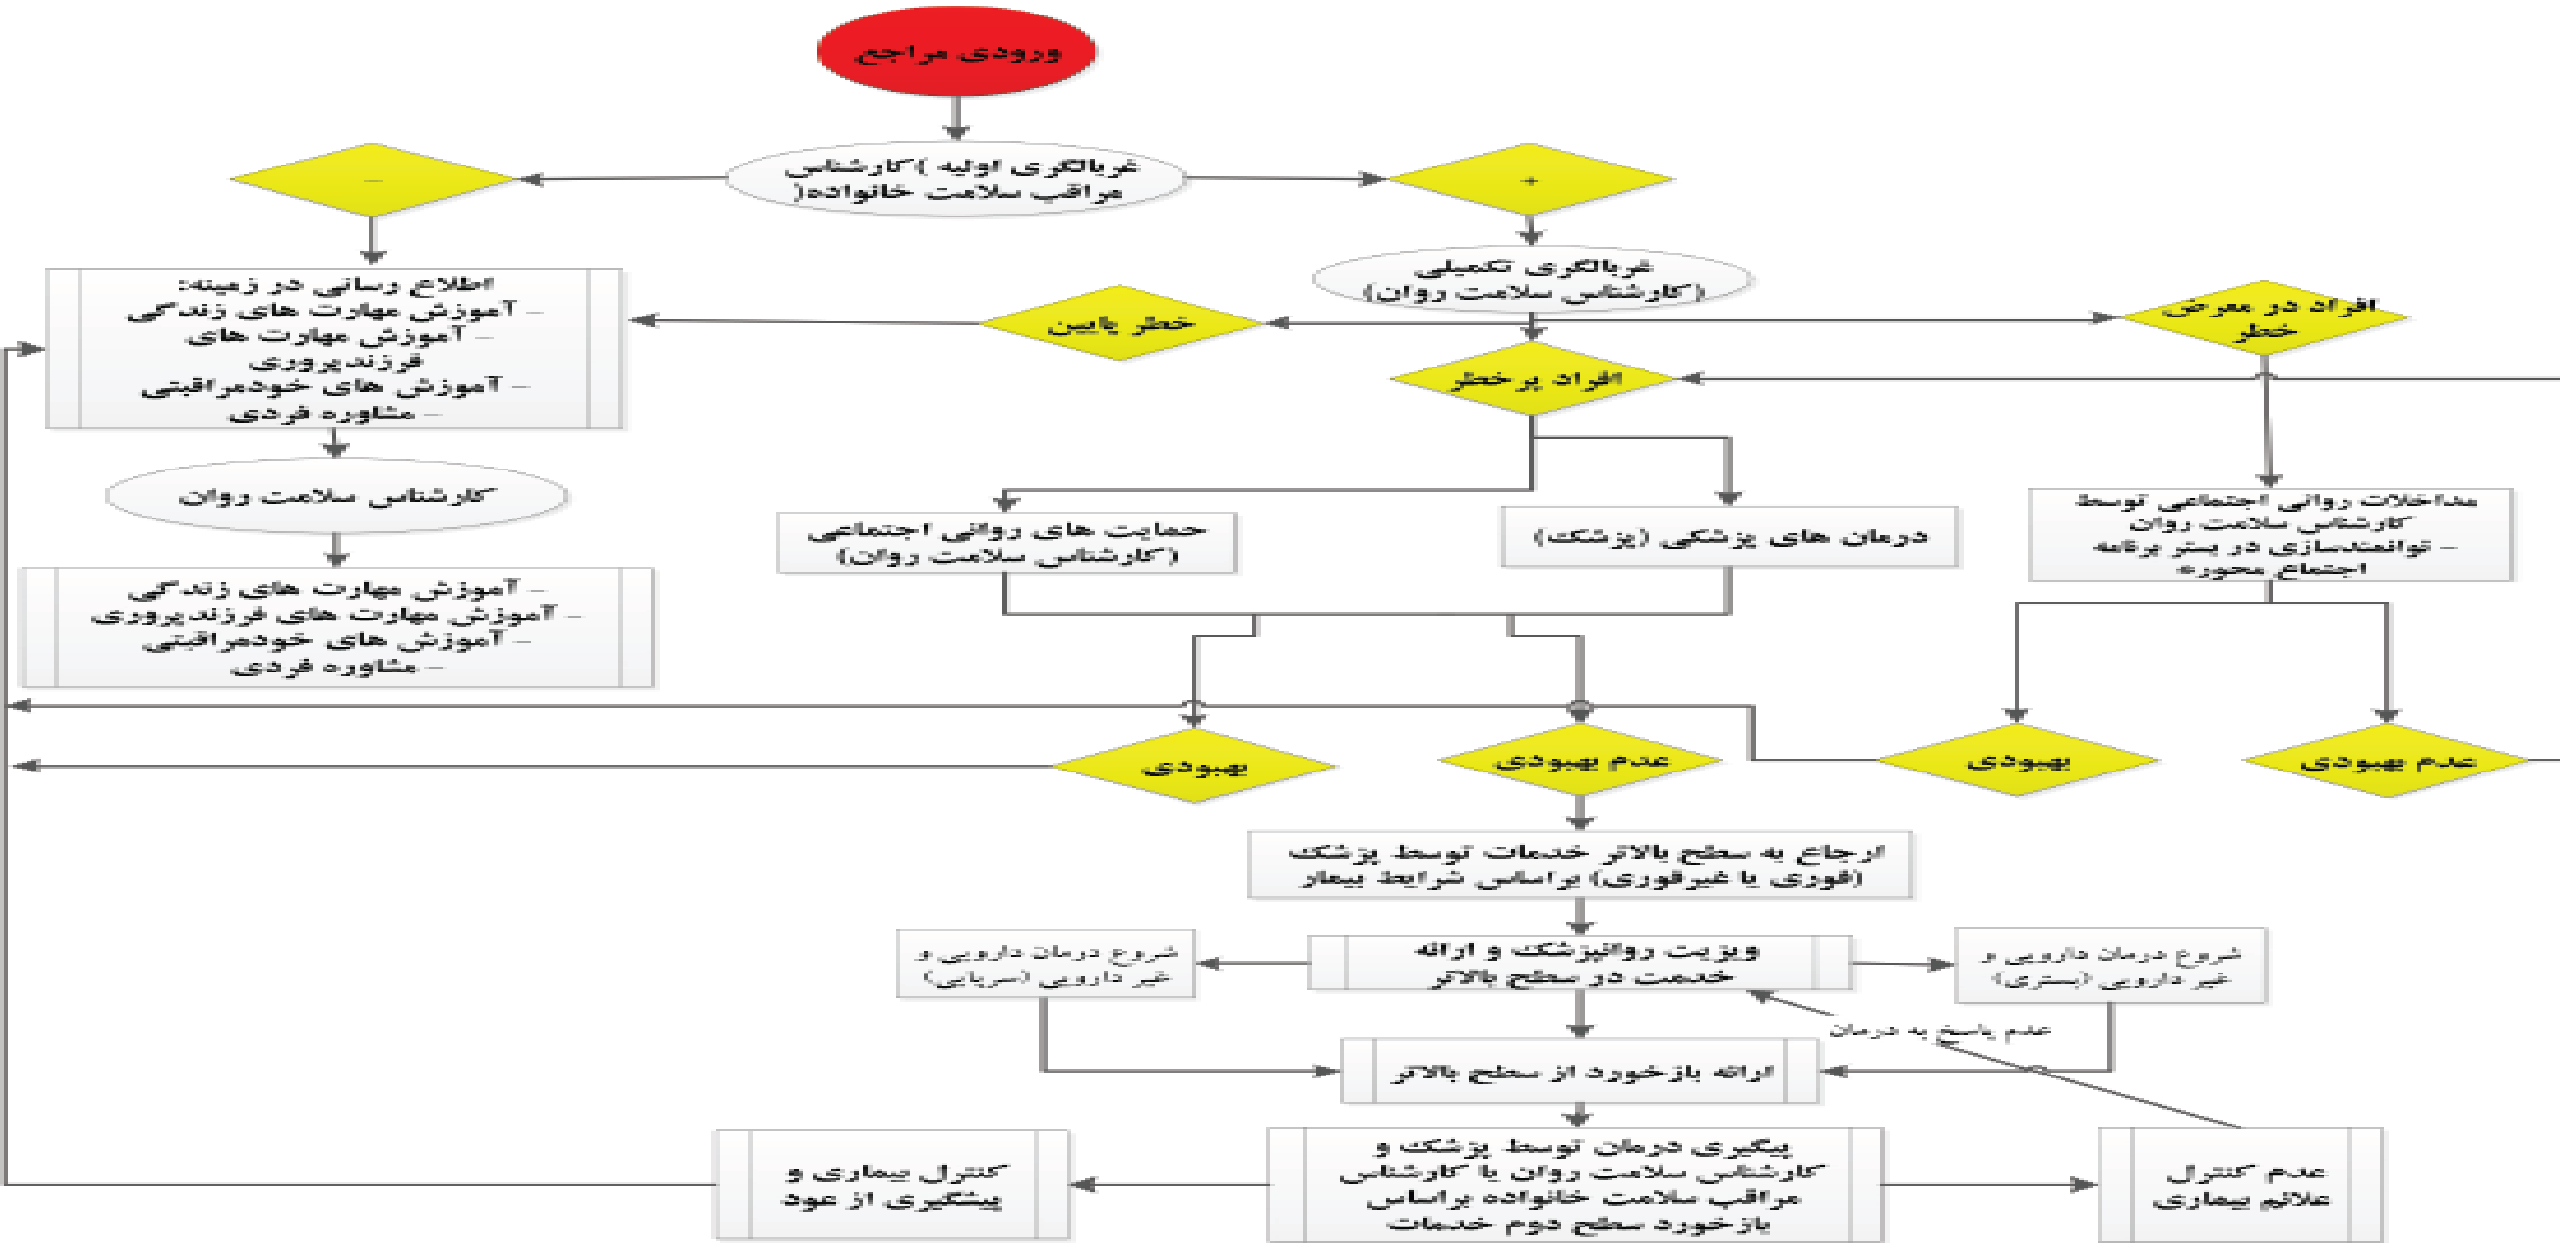 ورودی مراجع
غربالگری اولیه )کارشناس
مراقب سلامت خانواده(
–
+
غربالگری تکمیلی
(کارشناس سلامت روان)
اطلاع رسانی در زمینه:
– آموزش مهارت های زندگی
– آموزش مهارت های
فرزندپروری
– آموزش های خودمراقبتی
– مشاوره فردی
خطر پایین
افراد در معرض
خطر
افراد پرخطر
کارشناس سلامت روان
حمایت های روانی اجتماعی
(کارشناس سلامت روان)
درمان های پزشکی (پزشک)
مداخلات روانی اجتماعی توسط
کارشناس سلامت روان
– توانمندسازی در بستر برنامه
اجتماع محوره
– آموزش مهارت های زندگی
– آموزش مهارت های فرزندپروری
– آموزش های خودمراقبتی
– مشاوره فردی
بهبودی
عدم بهبودی
بهبودی
عدم بهبودی
ارجاع به سطح بالاتر خدمات توسط پزشک
(فوری یا غیرفوری) براساس شرایط بیمار
شروع درمان دارویی و
غیر دارویی (سرپایی)
ویزیت روانپزشک و ارائه
خدمت در سطح بالاتر
شروع درمان دارویی و
غیر دارویی (بستری)
عدم پاسخ به درمان
ارائه بازخورد از سطح بالاتر
کنترل بیماری و
پیشگیری از عود
پیگیری درمان توسط پزشک و
کارشناس سلامت روان یا کارشناس
مراقب سلامت خانواده براساس
بازخورد سطح دوم خدمات
عدم کنترل
علائم بیماری